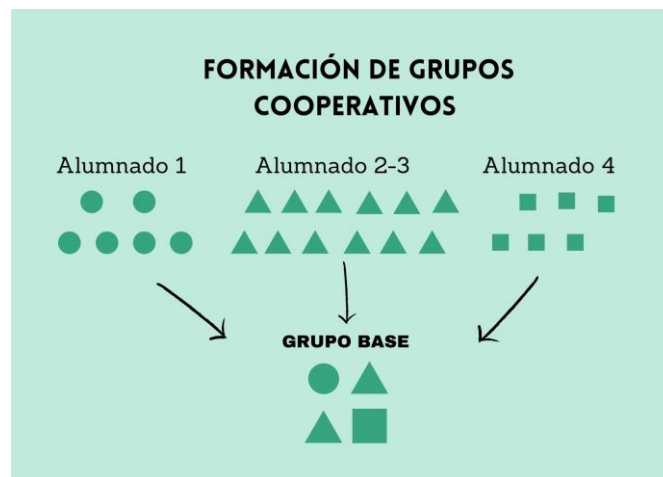 FORMACIÓN DE GRUPOS
COOPERATIVOS
Alumnado 1
Alumnado 2-3
Alumnado 4
GRUPO BASE